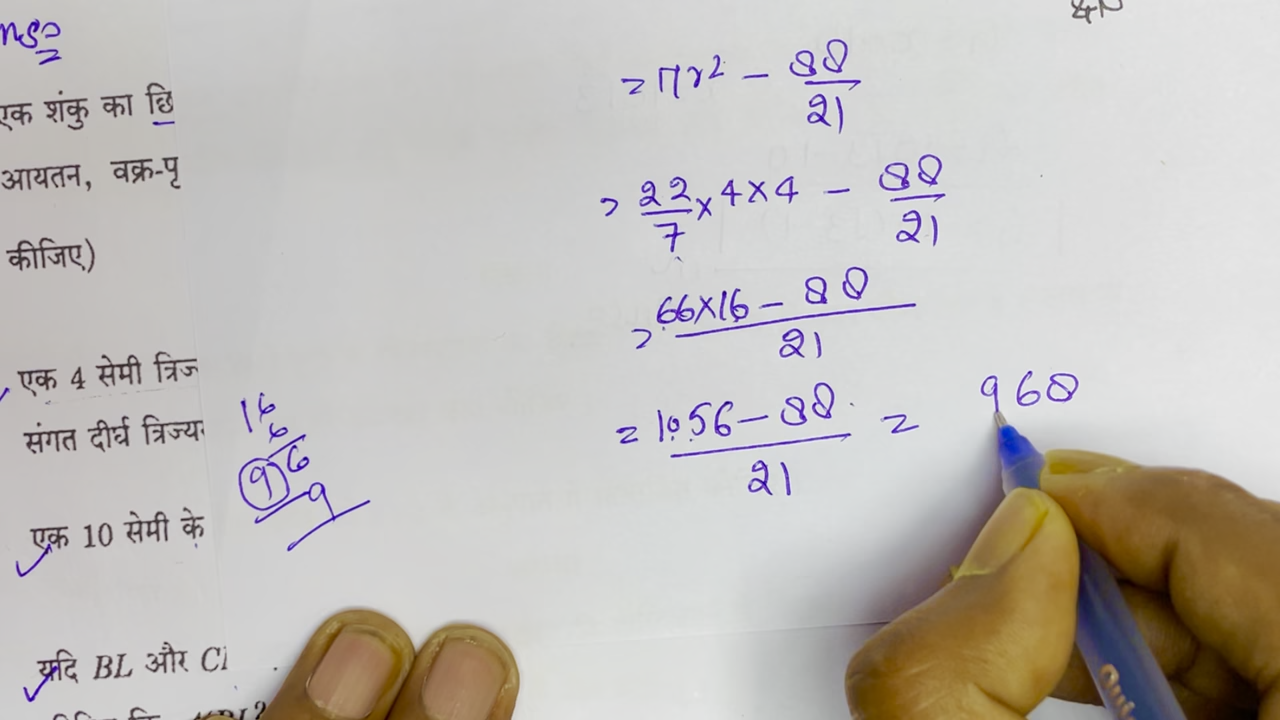 एक शंकु का छि
आयतन, वक्र-पृ
कीजिए)
एक 4 सेमी त्रिज
संगत दीर्घ त्रिज्य
एक 10 सेमी के
यदि BL और
= πr² - 88/21
= 22/7 × 4 × 4 - 88/21
= 66×16 - 88 / 21
= 1056 - 88 / 21 = 968
16
6
96
9